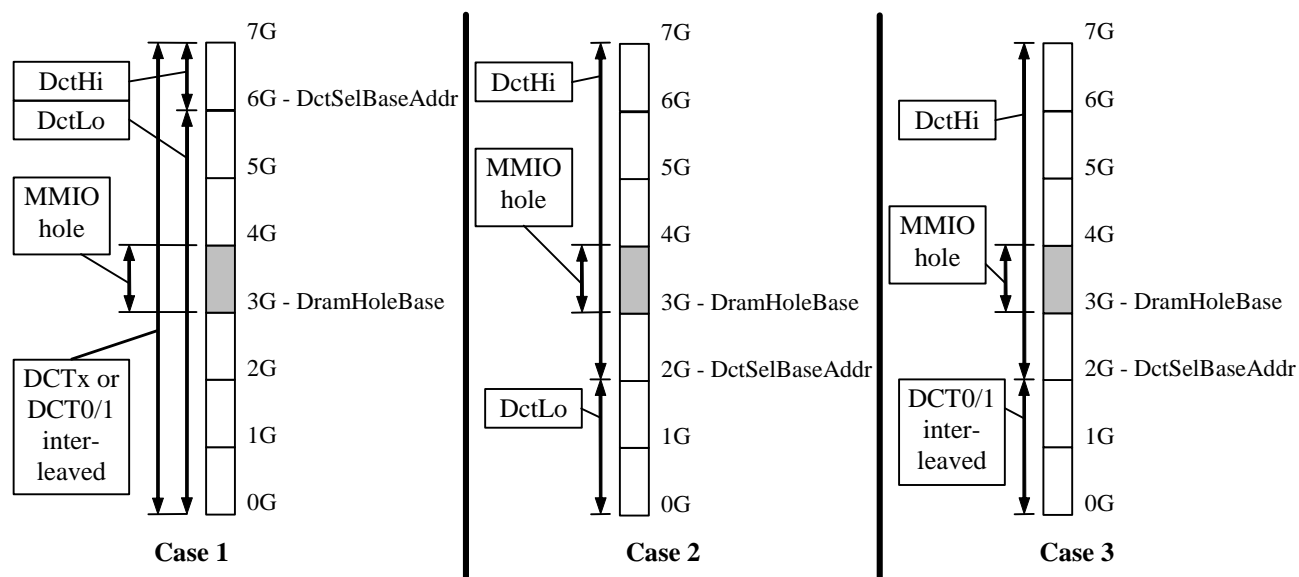 7G
DctHi
6G - DctSelBaseAddr
DctLo
5G
MMIO
hole
4G
3G - DramHoleBase
2G
DCTx or
DCT0/1
inter-
leaved
1G
0G
Case 1
7G
DctHi
6G
5G
MMIO
hole
4G
3G - DramHoleBase
2G - DctSelBaseAddr
DctLo
1G
0G
Case 2
7G
6G
DctHi
5G
4G
MMIO
hole
3G - DramHoleBase
2G - DctSelBaseAddr
DCT0/1
inter-
leaved
1G
0G
Case 3